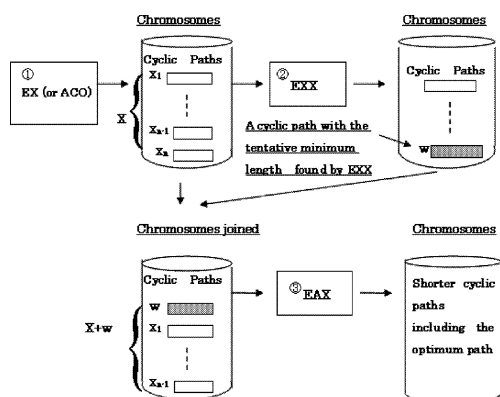 Chromosomes
Chromosomes
①
EX (or ACO)
Cyclic Paths
X1
X
Xn-1
Xn
②
EXX
Cyclic Paths
A cyclic path with the
tentative minimum
length found by EXX
w
Chromosomes joined
Chromosomes
Cyclic Paths
w
X1
X+w
Xn-1
③
EAX
Shorter cyclic
paths
including the
optimum path